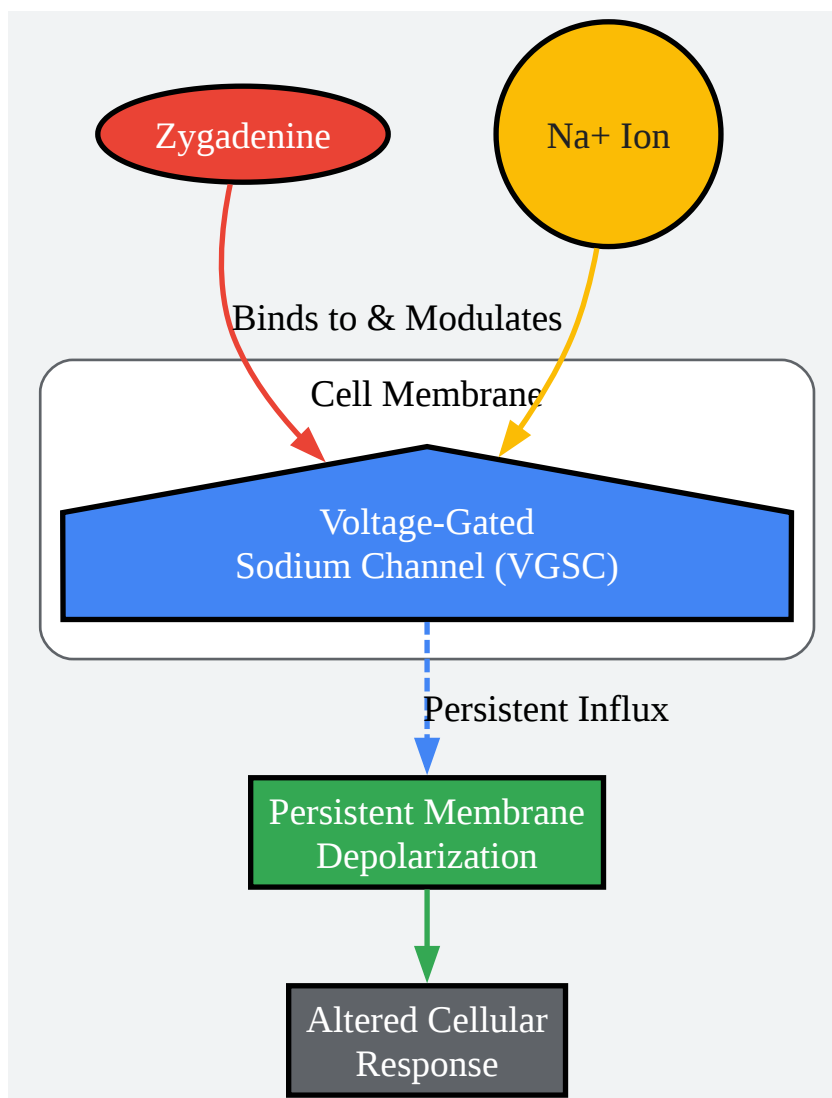 Zygadenine
Na+ Ion
Binds to & Modulates
Cell Membrane
Voltage-Gated
Sodium Channel (VGSC)
Persistent Influx
Persistent Membrane
Depolarization
Altered Cellular
Response